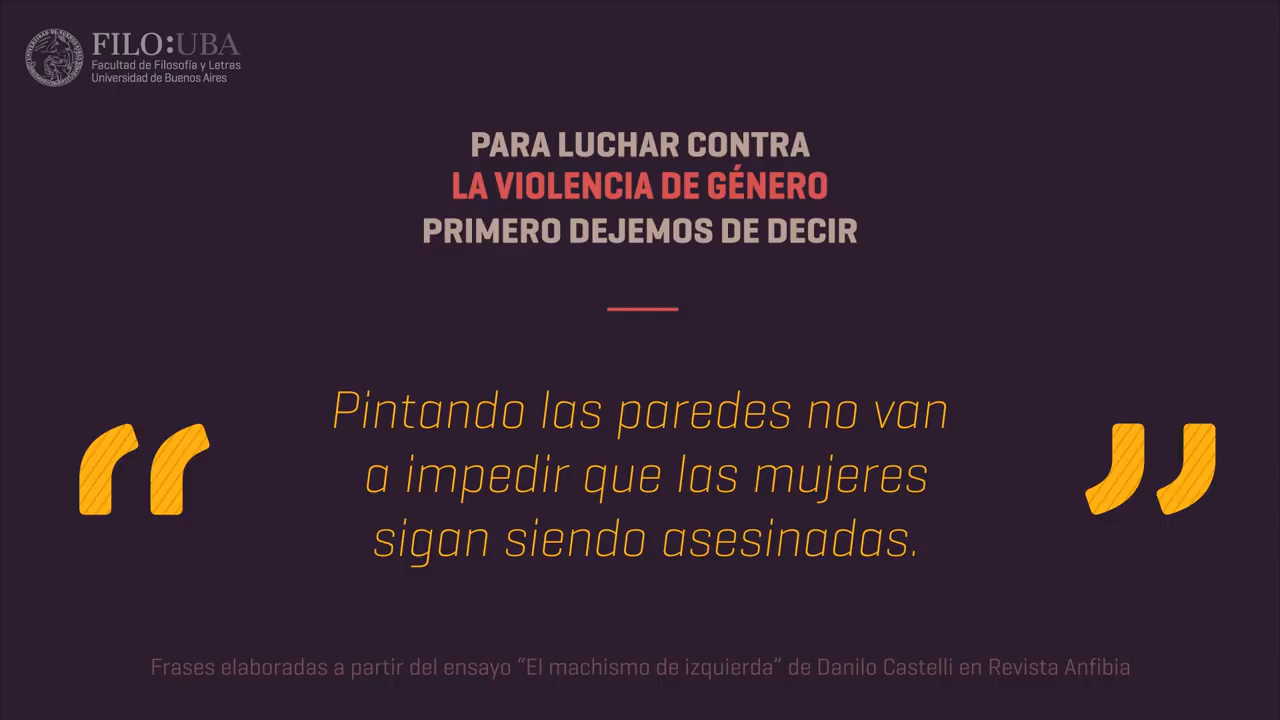 FILO:UBA
Facultad de Filosofía y Letras
Universidad de Buenos Aires
PARA LUCHAR CONTRA
LA VIOLENCIA DE GÉNERO
PRIMERO DEJEMOS DE DECIR
“Pintando las paredes no van
a impedir que las mujeres
sigan siendo asesinadas.”
Frases elaboradas a partir del ensayo “El machismo de izquierda“ de Danilo Castelli en Revista Anfibia